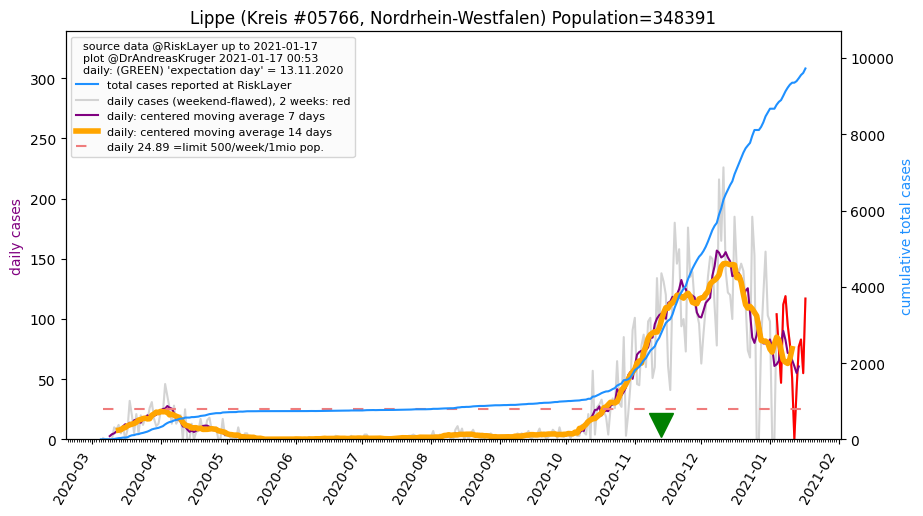 Lippe (Kreis #05766, Nordrhein-Westfalen) Population=348391
source data @RiskLayer up to 2021-01-17
plot @DrAndreasKruger 2021-01-17 00:53
daily: (GREEN) 'expectation day' = 13.11.2020
total cases reported at RiskLayer
daily cases (weekend-flawed), 2 weeks: red
daily: centered moving average 7 days
daily: centered moving average 14 days
daily 24.89 =limit 500/week/1mio pop.
daily cases
300
250
200
150
100
50
0
cumulative total cases
10000
8000
6000
4000
2000
0
2020-03
2020-04
2020-05
2020-06
2020-07
2020-08
2020-09
2020-10
2020-11
2020-12
2021-01
2021-02